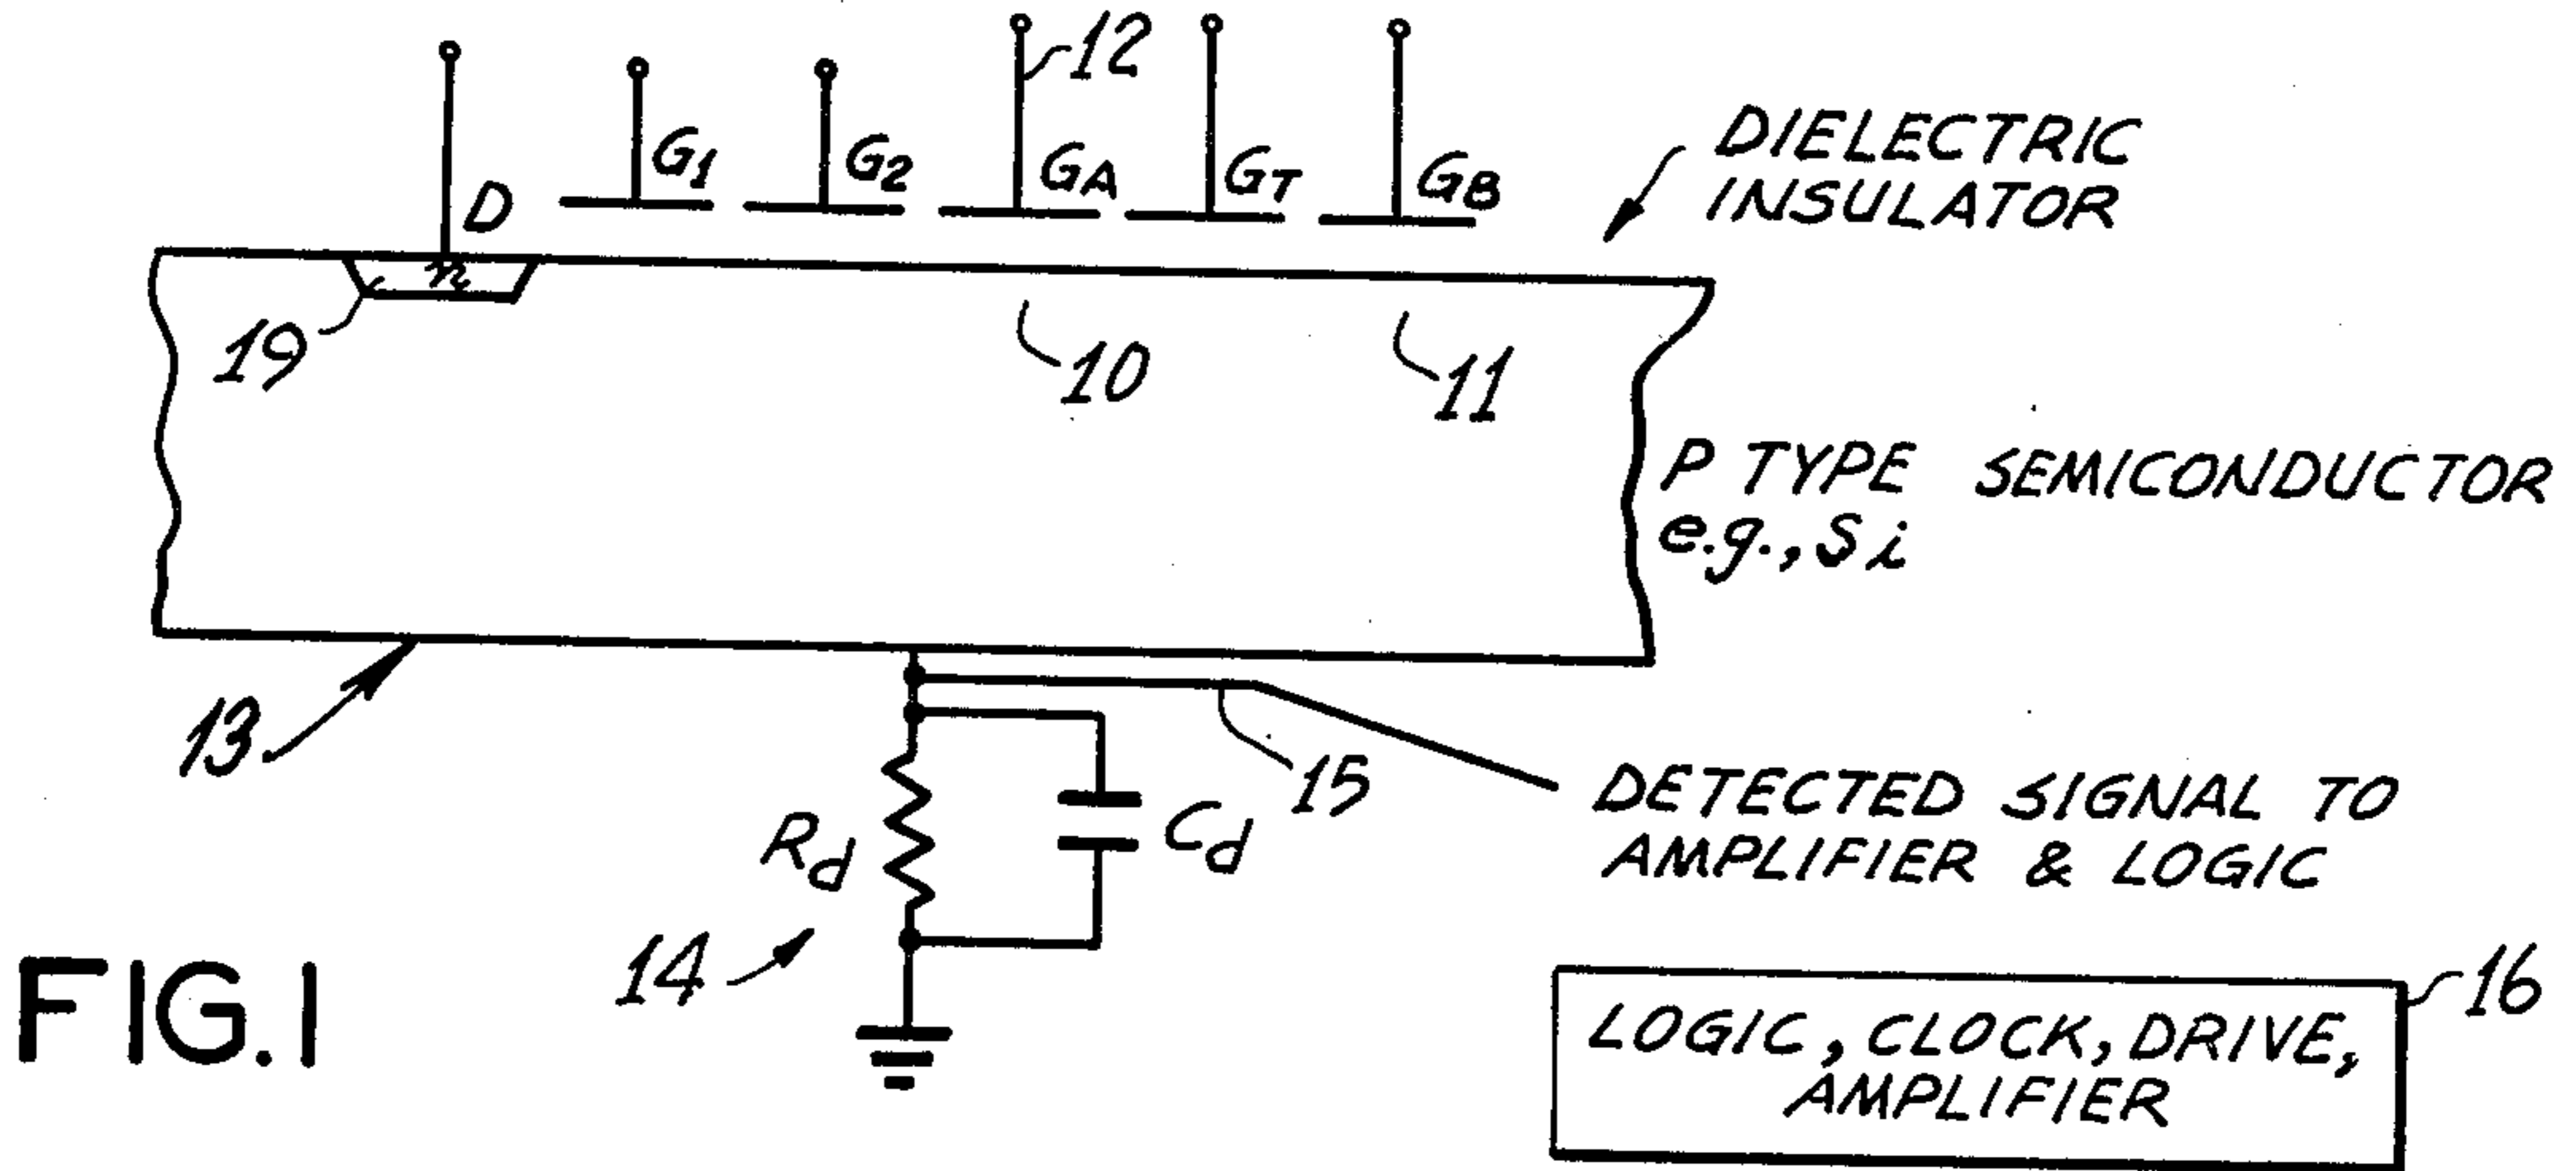 12
D
G1
G2
GA
GT
GB
DIELECTRIC
INSULATOR
n
19
10
11
P TYPE SEMICONDUCTOR
e.g., Si
13
15
Rd
Cd
DETECTED SIGNAL TO
AMPLIFIER & LOGIC
14
FIG.1
16
LOGIC, CLOCK, DRIVE,
AMPLIFIER